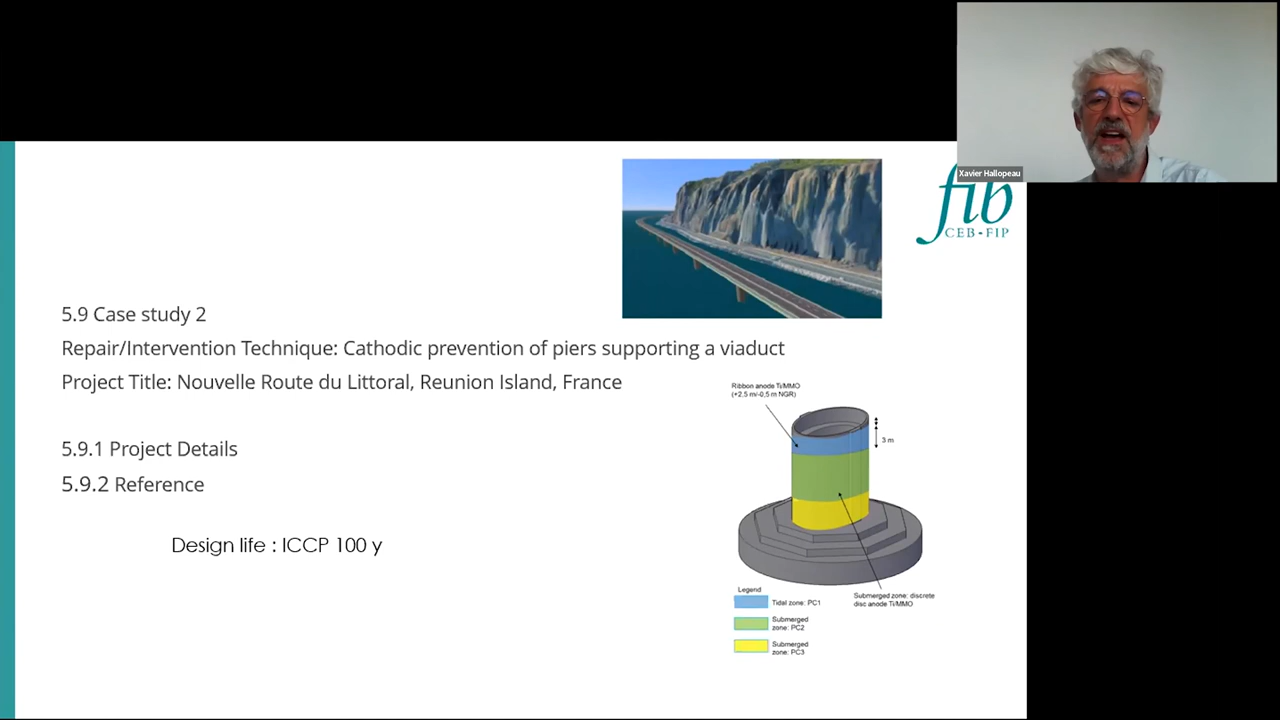 Xavier Hallopeau
fib
CEB-FIP
5.9 Case study 2
Repair/Intervention Technique: Cathodic prevention of piers supporting a viaduct
Project Title: Nouvelle Route du Littoral, Reunion Island, France
5.9.1 Project Details
5.9.2 Reference
Design life : ICCP 100 y
Ribbon anode Ti/MMO
(+2.5 m/-0,5 m NGR)
3 m
Submerged zone: discrete
disc anode Ti/MMO
Legend
Tidal zone: PC1
Submerged
zone: PC2
Submerged
zone: PC3